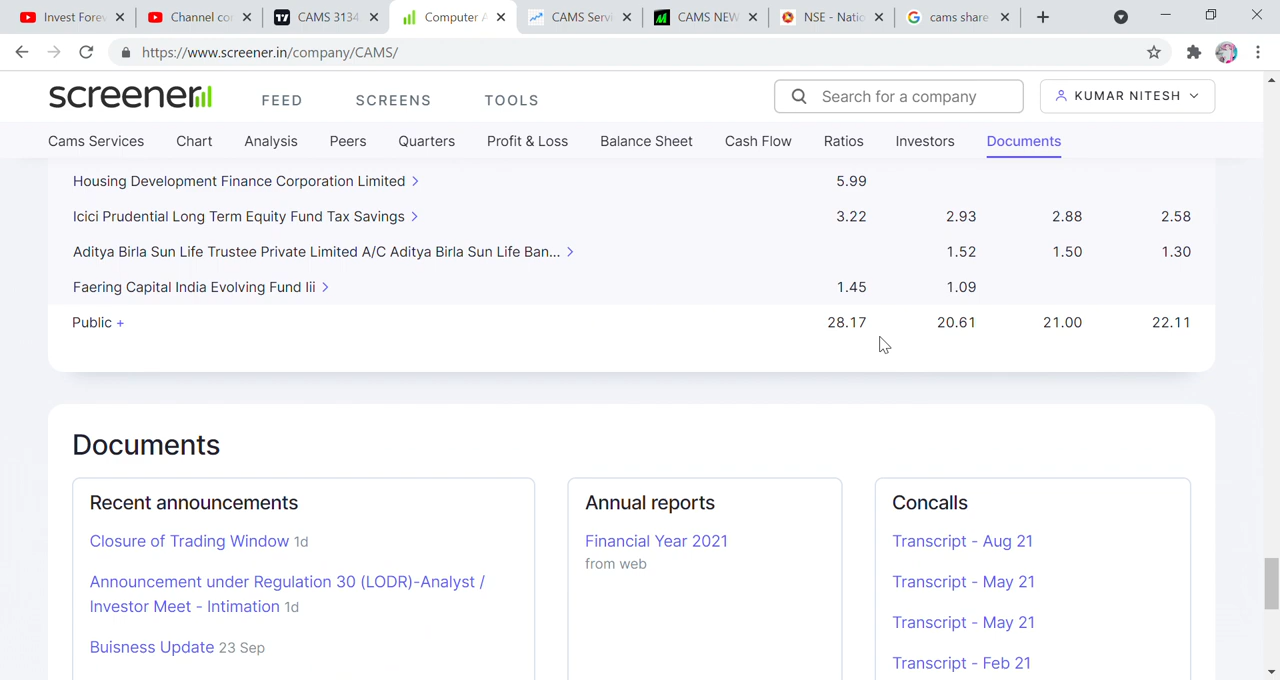 Invest Forev
Channel co
CAMS 3134
Computer A
CAMS Servi
CAMS NEW
NSE - Natio
cams share
https://www.screener.in/company/CAMS/
screener
FEED
SCREENS
TOOLS
Search for a company
KUMAR NITESH
Cams Services
Chart
Analysis
Peers
Quarters
Profit & Loss
Balance Sheet
Cash Flow
Ratios
Investors
Documents
Housing Development Finance Corporation Limited > 5.99
Icici Prudential Long Term Equity Fund Tax Savings > 3.22 2.93 2.88 2.58
Aditya Birla Sun Life Trustee Private Limited A/C Aditya Birla Sun Life Ban... > 1.52 1.50 1.30
Faering Capital India Evolving Fund Iii > 1.45 1.09
Public + 28.17 20.61 21.00 22.11
Documents
Recent announcements
Closure of Trading Window 1d
Announcement under Regulation 30 (LODR)-Analyst /
Investor Meet - Intimation 1d
Buisness Update 23 Sep
Annual reports
Financial Year 2021
from web
Concalls
Transcript - Aug 21
Transcript - May 21
Transcript - May 21
Transcript - Feb 21